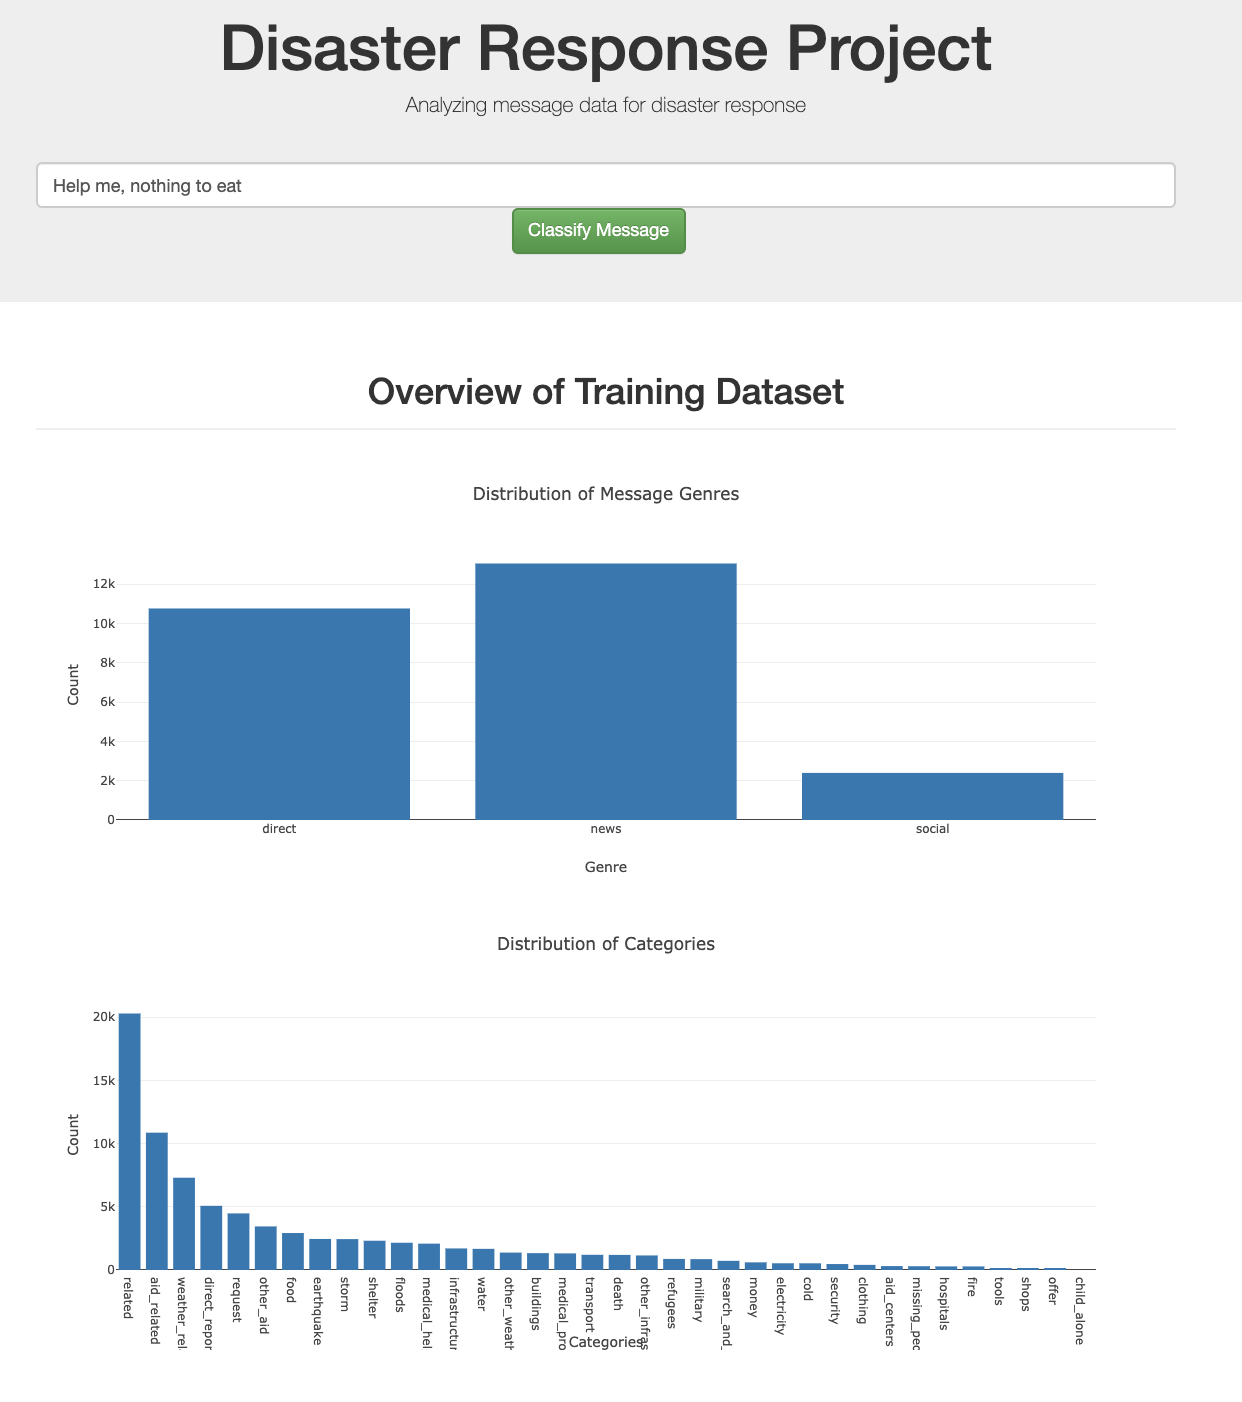 Disaster Response Project
Analyzing message data for disaster response
Help me, nothing to eat
Classify Message
Overview of Training Dataset
Distribution of Message Genres
12k
10k
8k
6k
4k
2k
0
Count
direct
news
social
Genre
Distribution of Categories
20k
15k
10k
5k
0
Count
related
aid_related
weather_rel
direct_repor
request
other_aid
food
earthquake
storm
shelter
floods
medical_hel
infrastructur
water
other_weath
buildings
medical_pro
transport
death
other_infras
refugees
military
search_and_
money
electricity
cold
security
clothing
aid_centers
missing_peo
hospitals
fire
tools
shops
offer
child_alone
Categories